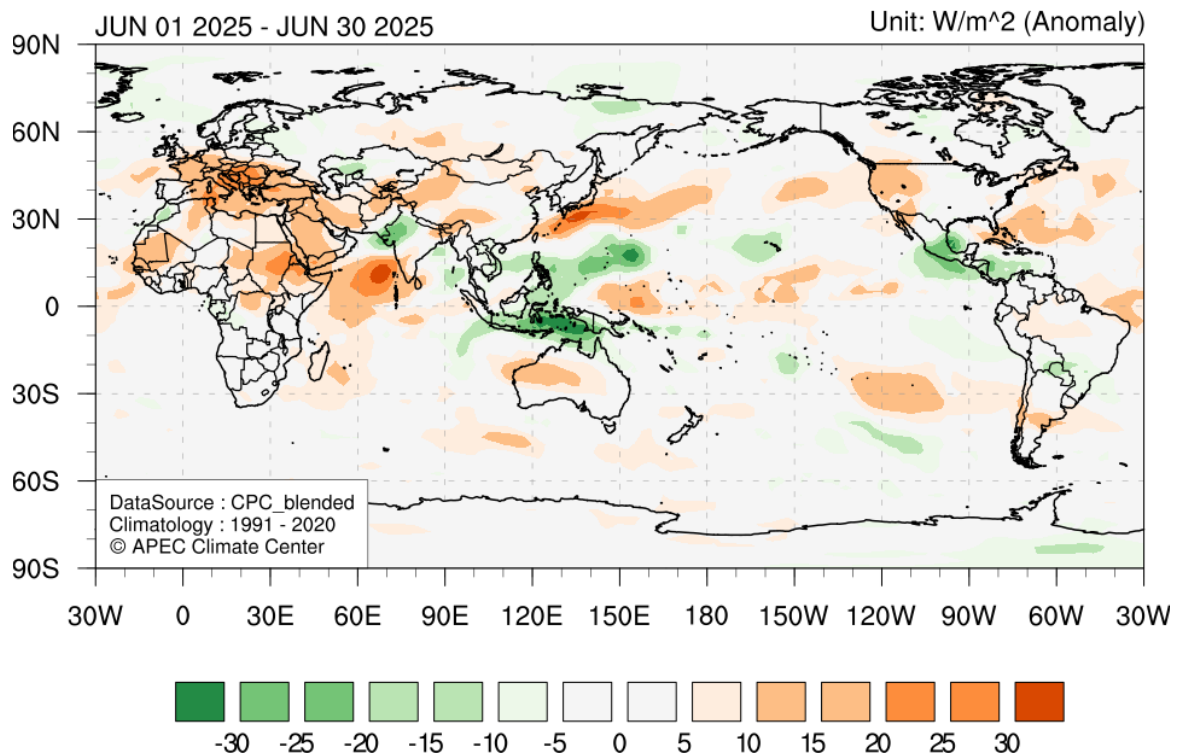 JUN 01 2025 - JUN 30 2025
Unit: W/m^2 (Anomaly)
90N
60N
30N
0
30S
60S
90S
DataSource : CPC_blended
Climatology : 1991 - 2020
© APEC Climate Center
30W 0 30E 60E 90E 120E 150E 180 150W 120W 90W 60W 30W
-30 -25 -20 -15 -10 -5 0 5 10 15 20 25 30